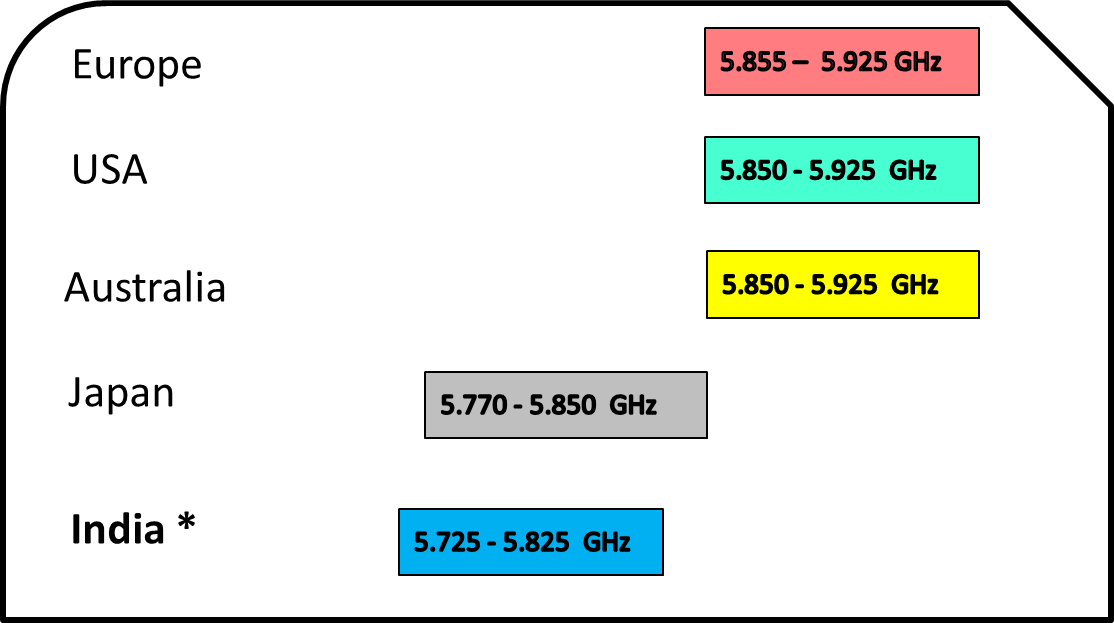 Europe 5.855 – 5.925 GHz
USA 5.850 - 5.925 GHz
Australia 5.850 - 5.925 GHz
Japan 5.770 - 5.850 GHz
India * 5.725 - 5.825 GHz